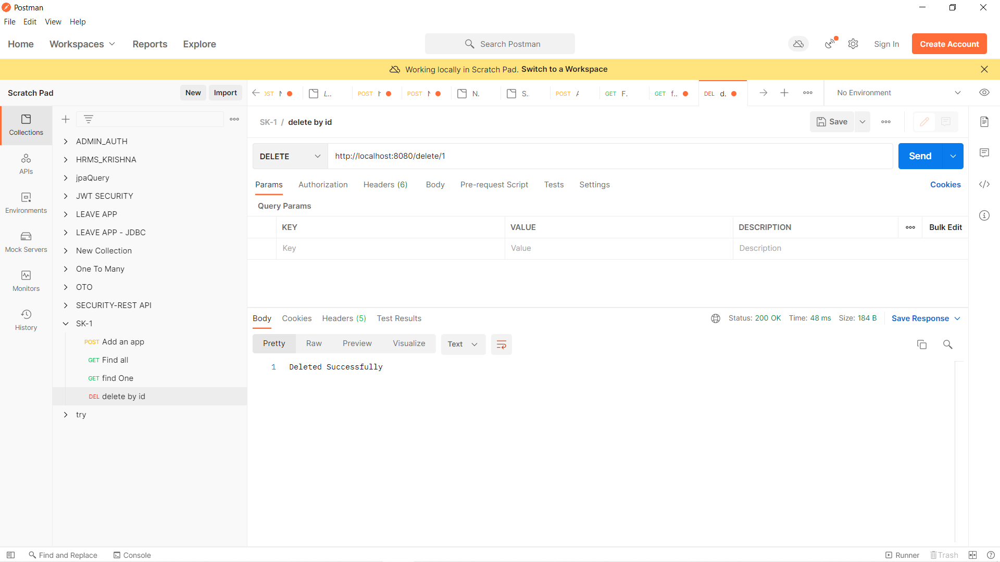 Postman
File Edit View Help
Home Workspaces Reports Explore Search Postman Sign In Create Account
Working locally in Scratch Pad. Switch to a Workspace
Scratch Pad New Import
L.. POST POST N. S. POST GET F. GET f.. DEL d.
No Environment
Collections
APIs
Environments
Mock Servers
Monitors
History
ADMIN_AUTH
HRMS_KRISHNA
jpaQuery
JWT SECURITY
LEAVE APP
LEAVE APP - JDBC
New Collection
One To Many
OTO
SECURITY-REST API
SK-1
POST Add an app
GET Find all
GET find One
DEL delete by id
try
SK-1 / delete by id Save
DELETE http://localhost:8080/delete/1 Send
Params Authorization Headers (6) Body Pre-request Script Tests Settings Cookies
Query Params
KEY VALUE DESCRIPTION Bulk Edit
Key Value Description
Body Cookies Headers (5) Test Results Status: 200 OK Time: 48 ms Size: 184 B Save Response
Pretty Raw Preview Visualize Text
1 Deleted Successfully
Find and Replace Console Runner Trash